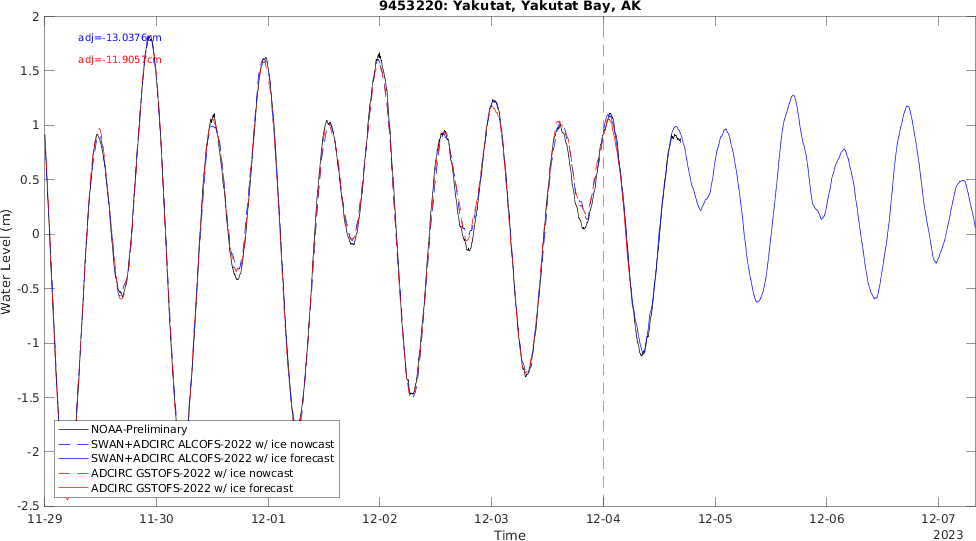 9453220: Yakutat, Yakutat Bay, AK
adj=-13.0376cm
adj=-11.9057cm
2
1.5
1
0.5
0
-0.5
-1
-1.5
-2
-2.5
Water Level (m)
NOAA-Preliminary
SWAN+ADCIRC ALCOFS-2022 w/ ice nowcast
SWAN+ADCIRC ALCOFS-2022 w/ ice forecast
ADCIRC GSTOFS-2022 w/ ice nowcast
ADCIRC GSTOFS-2022 w/ ice forecast
11-29 11-30 12-01 12-02 12-03 12-04 12-05 12-06 12-07
Time
2023